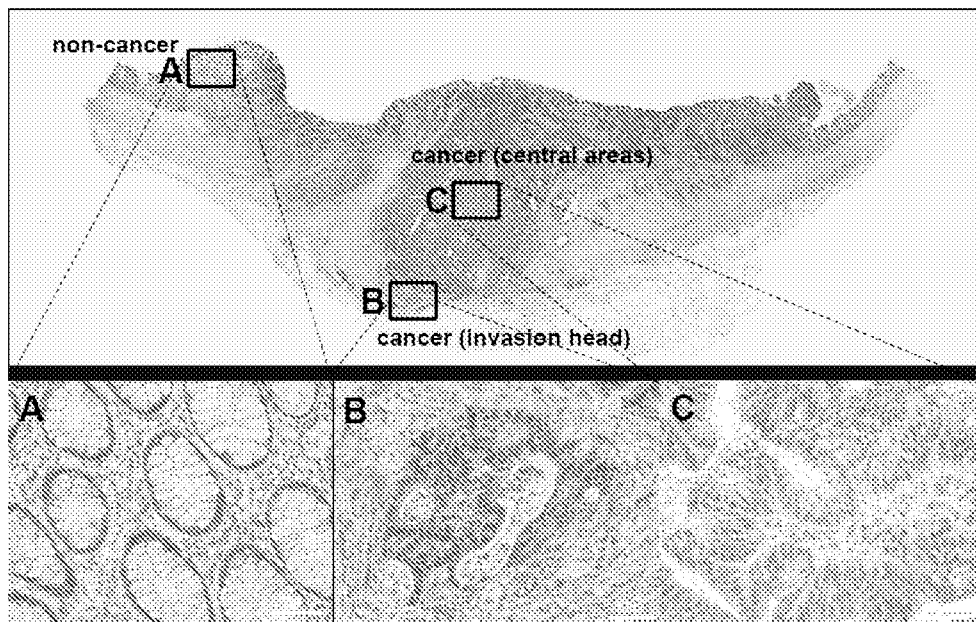 non-cancer
A
cancer (central areas)
C
B
cancer (invasion head)
A
B
C